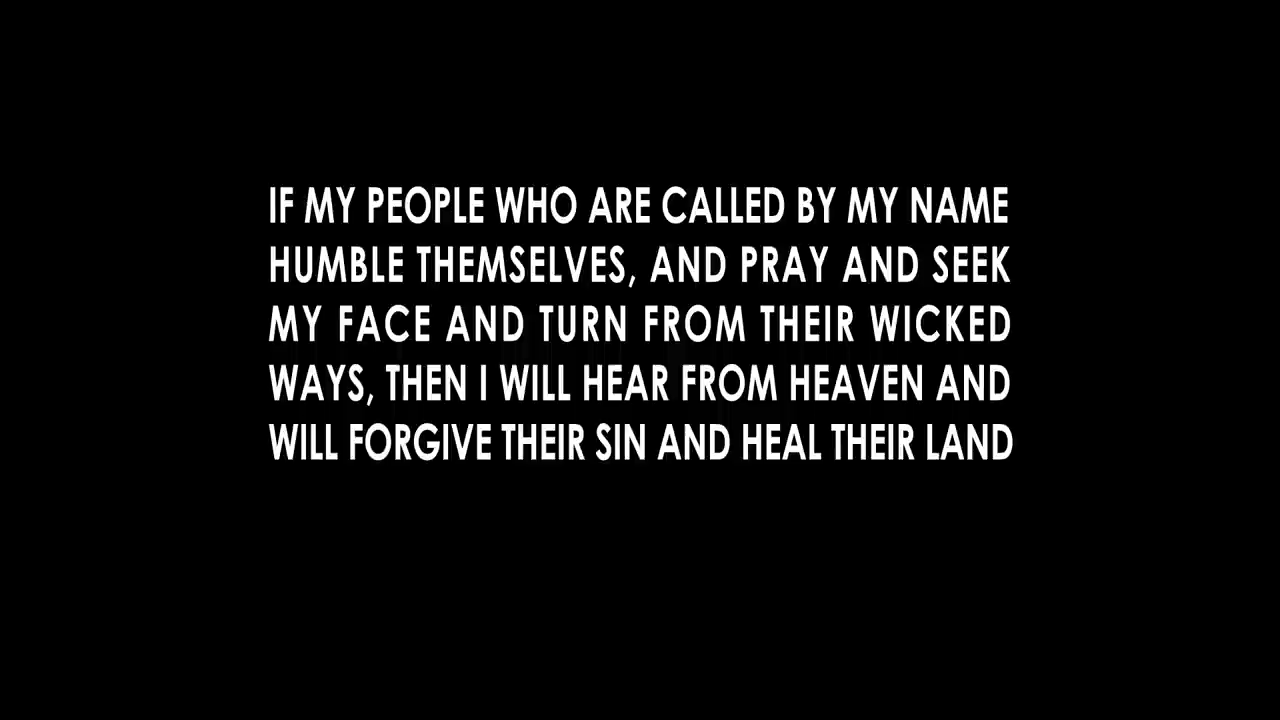 IF MY PEOPLE WHO ARE CALLED BY MY NAME
HUMBLE THEMSELVES, AND PRAY AND SEEK
MY FACE AND TURN FROM THEIR WICKED
WAYS, THEN I WILL HEAR FROM HEAVEN AND
WILL FORGIVE THEIR SIN AND HEAL THEIR LAND